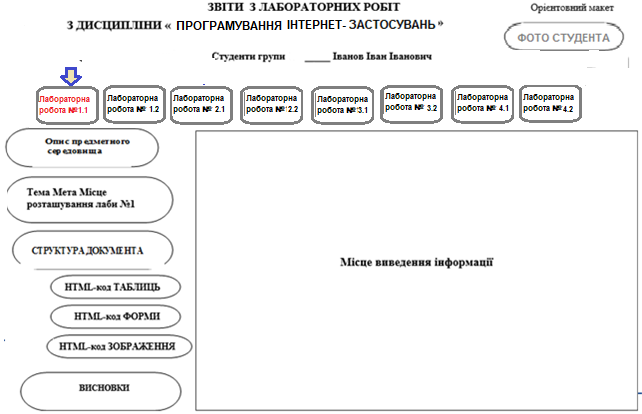 ЗВІТИ З ЛАБОРАТОРНИХ РОБІТ
Орієнтовний макет
З ДИСЦИПЛІНИ « ПРОГРАМУВАННЯ ІНТЕРНЕТ- ЗАСТОСУВАНЬ »
ФОТО СТУДЕНТА
Студенти групи _____ Іванов Іван Іванович
Лабораторна
робота №1.1
Лабораторна
робота № 1.2
Лабораторна
робота № 2.1
Лабораторна
робота №2.2
Лабораторна
робота №3.1
Лабораторна
робота № 3.2
Лабораторна
робота № 4.1
Лабораторна
робота № 4.2
Опис предметного
середовища
Тема Мета Місце
розташування лаби №1
СТРУКТУРА ДОКУМЕНТА
HTML-код ТАБЛИЦЬ
HTML-код ФОРМИ
HTML-код ЗОБРАЖЕННЯ
ВИСНОВКИ
Місце виведення інформації